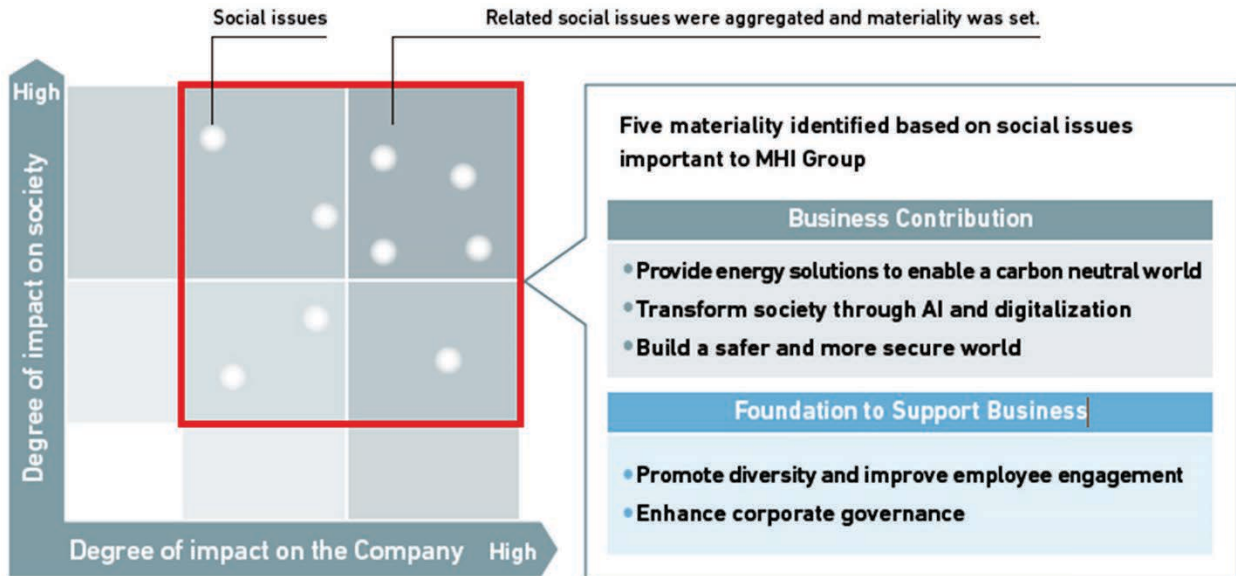 Social issues
Related social issues were aggregated and materiality was set.
High
Degree of impact on society
Degree of impact on the Company
High
Five materiality identified based on social issues
important to MHI Group
Business Contribution
• Provide energy solutions to enable a carbon neutral world
• Transform society through AI and digitalization
• Build a safer and more secure world
Foundation to Support Business
• Promote diversity and improve employee engagement
• Enhance corporate governance